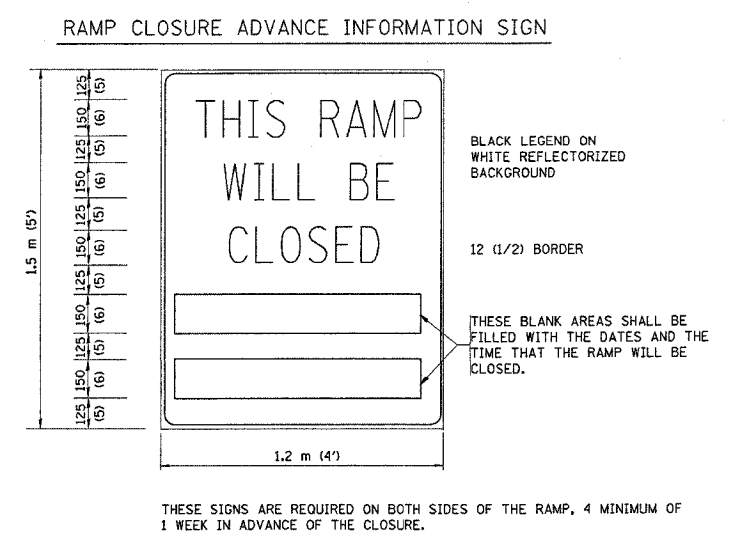 RAMP CLOSURE ADVANCE INFORMATION SIGN
THIS RAMP
WILL BE
CLOSED
BLACK LEGEND ON
WHITE REFLECTORIZED
BACKGROUND
12 (1/2) BORDER
THESE BLANK AREAS SHALL BE
FILLED WITH THE DATES AND THE
TIME THAT THE RAMP WILL BE
CLOSED.
1.5 m (5')
125 (5)
150 (6)
125 (5)
150 (6)
125 (5)
150 (6)
125 (5)
150 (6)
125 (5)
150 (6)
125 (5)
1.2 m (4')
THESE SIGNS ARE REQUIRED ON BOTH SIDES OF THE RAMP, 4 MINIMUM OF
1 WEEK IN ADVANCE OF THE CLOSURE.